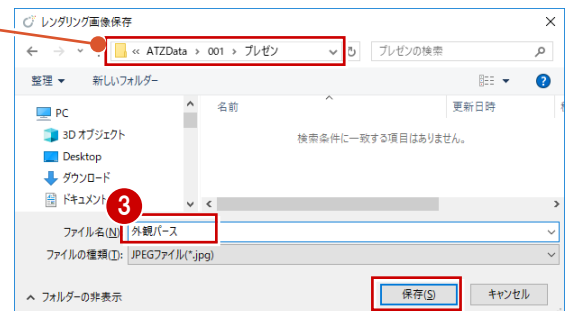 レンダリング画像保存
« ATZData › 001 › プレゼン
プレゼンの検索
整理 新しいフォルダー
?
名前 更新日時
PC
3D オブジェクト
Desktop
ダウンロード
ドキュメント
検索条件に一致する項目はありません。
3
ファイル名(N): 外観パース
ファイルの種類(T): JPEGファイル(*.jpg)
フォルダーの非表示
保存(S) キャンセル